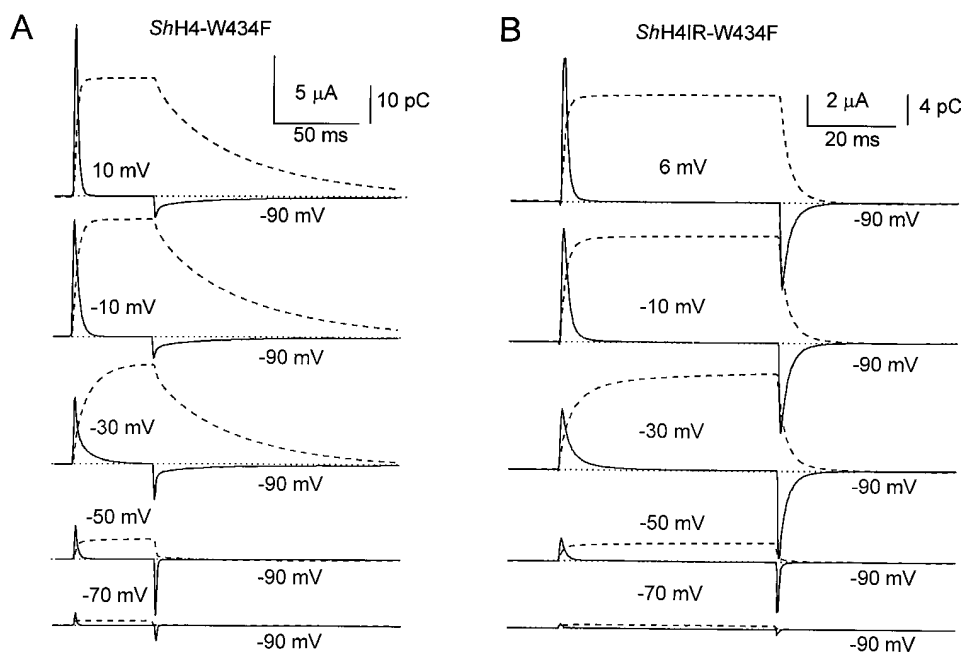 A
ShH4-W434F
5 μA
10 pC
50 ms
10 mV
-90 mV
-10 mV
-90 mV
-30 mV
-90 mV
-50 mV
-90 mV
-70 mV
-90 mV
B
ShH4IR-W434F
2 μA
4 pC
20 ms
6 mV
-90 mV
-10 mV
-90 mV
-30 mV
-90 mV
-50 mV
-90 mV
-70 mV
-90 mV